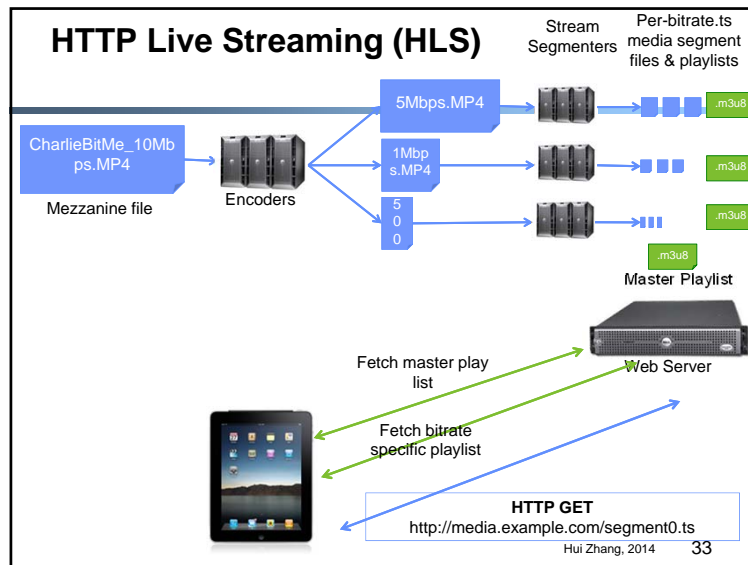 HTTP Live Streaming (HLS)
Stream
Segmenters
Per-bitrate.ts
media segment
files & playlists
CharlieBitMe_10Mb
ps.MP4
Mezzanine file
Encoders
5Mbps.MP4
.m3u8
1Mbp
s.MP4
.m3u8
5
0
0
.m3u8
.m3u8
Master Playlist
Web Server
Fetch master play
list
Fetch bitrate
specific playlist
HTTP GET
http://media.example.com/segment0.ts
Hui Zhang, 2014
33